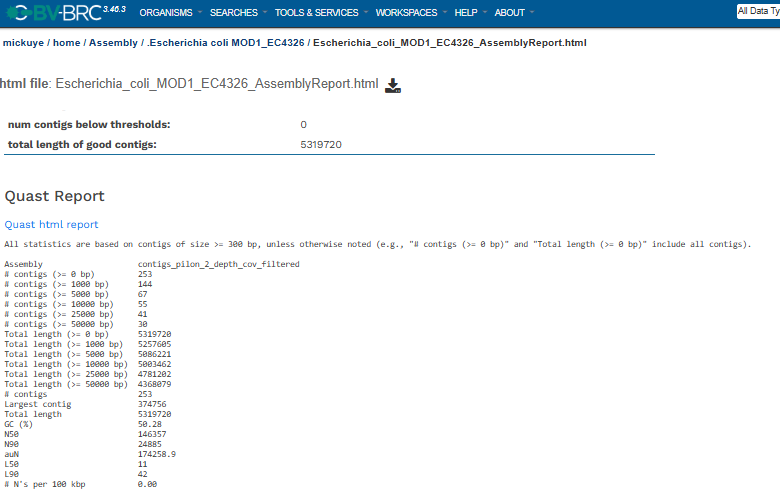 BV-BRC 3.46.3 ORGANISMS SEARCHES TOOLS & SERVICES WORKSPACES HELP ABOUT All Data Ty
mickuye / home / Assembly / .Escherichia coli MOD1_EC4326 / Escherichia_coli_MOD1_EC4326_AssemblyReport.html
html file: Escherichia_coli_MOD1_EC4326_AssemblyReport.html
num contigs below thresholds: 0
total length of good contigs: 5319720
Quast Report
Quast html report
All statistics are based on contigs of size >= 300 bp, unless otherwise noted (e.g., "# contigs (>= 0 bp)" and "Total length (>= 0 bp)" include all contigs).
Assembly contigs_pilon_2_depth_cov_filtered
# contigs (>= 0 bp) 253
# contigs (>= 1000 bp) 144
# contigs (>= 5000 bp) 67
# contigs (>= 10000 bp) 55
# contigs (>= 25000 bp) 41
# contigs (>= 50000 bp) 30
Total length (>= 0 bp) 5319720
Total length (>= 1000 bp) 5257605
Total length (>= 5000 bp) 5086221
Total length (>= 10000 bp) 5003462
Total length (>= 25000 bp) 4781202
Total length (>= 50000 bp) 4368079
# contigs 253
Largest contig 374756
Total length 5319720
GC (%) 50.28
N50 146357
N90 24885
auN 174258.9
L50 11
L90 42
# N's per 100 kbp 0.00